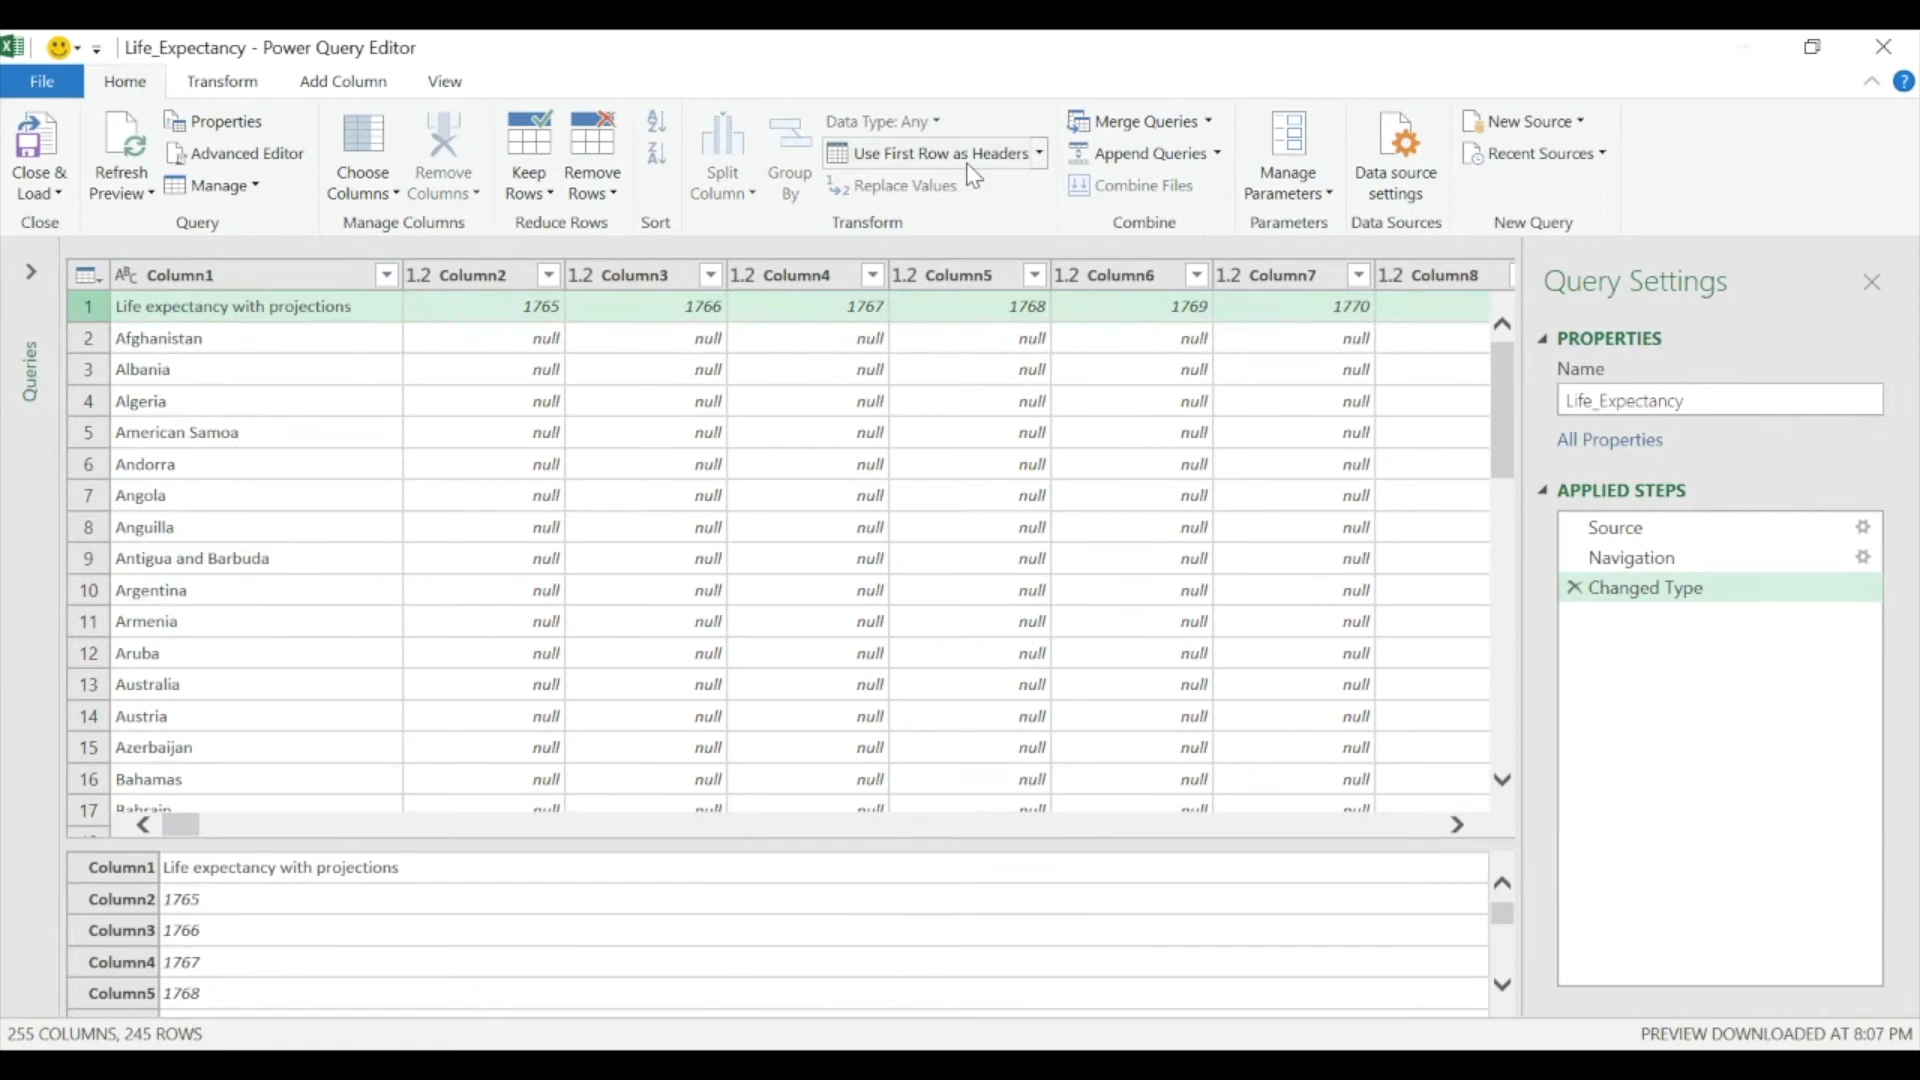 Life_Expectancy - Power Query Editor
File Home Transform Add Column View
Close & Load
Close
Refresh Preview
Properties
Advanced Editor
Manage
Query
Choose Columns
Remove Columns
Manage Columns
Keep Rows
Remove Rows
Reduce Rows
Sort
Split Column
Group By
Data Type: Any
Use First Row as Headers
Replace Values
Transform
Merge Queries
Append Queries
Combine Files
Combine
Manage Parameters
Parameters
Data source settings
Data Sources
New Source
Recent Sources
New Query
Queries
ABC Column1 1.2 Column2 1.2 Column3 1.2 Column4 1.2 Column5 1.2 Column6 1.2 Column7 1.2 Column8
1 Life expectancy with projections 1765 1766 1767 1768 1769 1770
2 Afghanistan null null null null null null
3 Albania null null null null null null
4 Algeria null null null null null null
5 American Samoa null null null null null null
6 Andorra null null null null null null
7 Angola null null null null null null
8 Anguilla null null null null null null
9 Antigua and Barbuda null null null null null null
10 Argentina null null null null null null
11 Armenia null null null null null null
12 Aruba null null null null null null
13 Australia null null null null null null
14 Austria null null null null null null
15 Azerbaijan null null null null null null
16 Bahamas null null null null null null
17 Bahrain null null null null null null
Column1 Life expectancy with projections
Column2 1765
Column3 1766
Column4 1767
Column5 1768
Query Settings
PROPERTIES
Name
Life_Expectancy
All Properties
APPLIED STEPS
Source
Navigation
Changed Type
255 COLUMNS, 245 ROWS
PREVIEW DOWNLOADED AT 8:07 PM